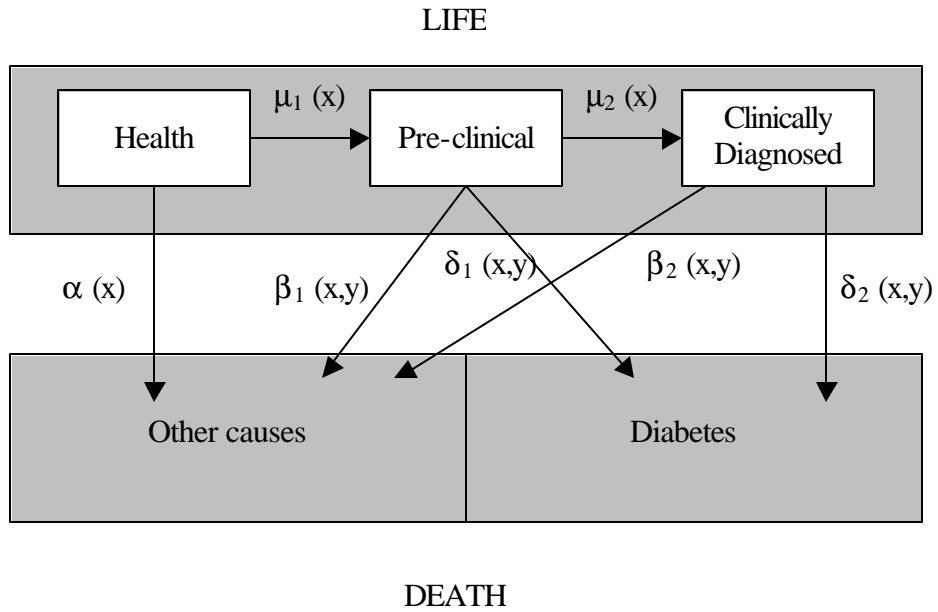 LIFE
μ1 (x)
μ2 (x)
Health
Pre-clinical
Clinically
Diagnosed
α (x)
β1 (x,y)
δ1 (x,y)
β2 (x,y)
δ2 (x,y)
Other causes
Diabetes
DEATH